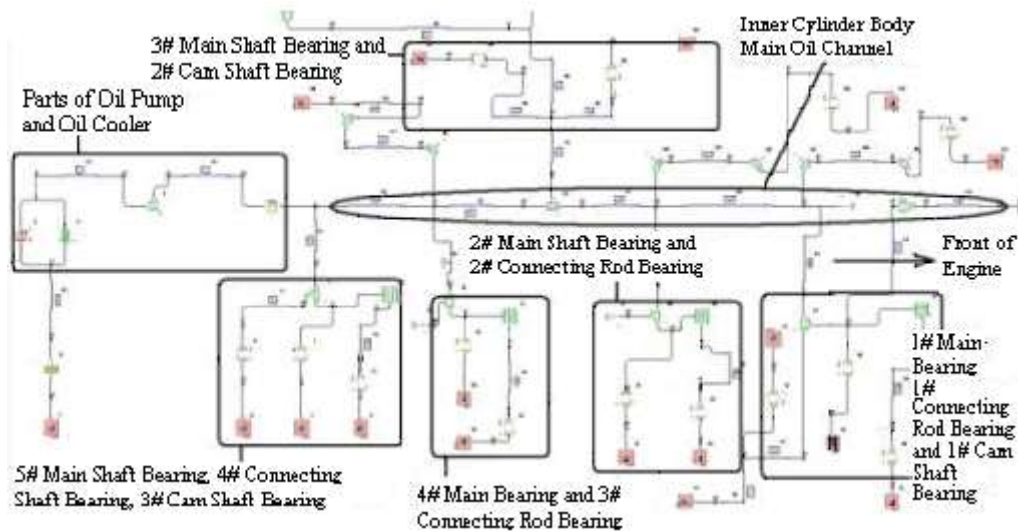 3# Main Shaft Bearing and
2# Cam Shaft Bearing
Inner Cylinder Body
Main Oil Channel
Parts of Oil Pump
and Oil Cooler
2# Main Shaft Bearing and
2# Connecting Rod Bearing
Front of
Engine
1# Main-
Bearing
1#
Connecting
Rod Bearing
and 1# Cam
Shaft
Bearing
5# Main Shaft Bearing, 4# Connecting
Shaft Bearing, 3# Cam Shaft Bearing
4# Main Bearing and 3#
Connecting Rod Bearing